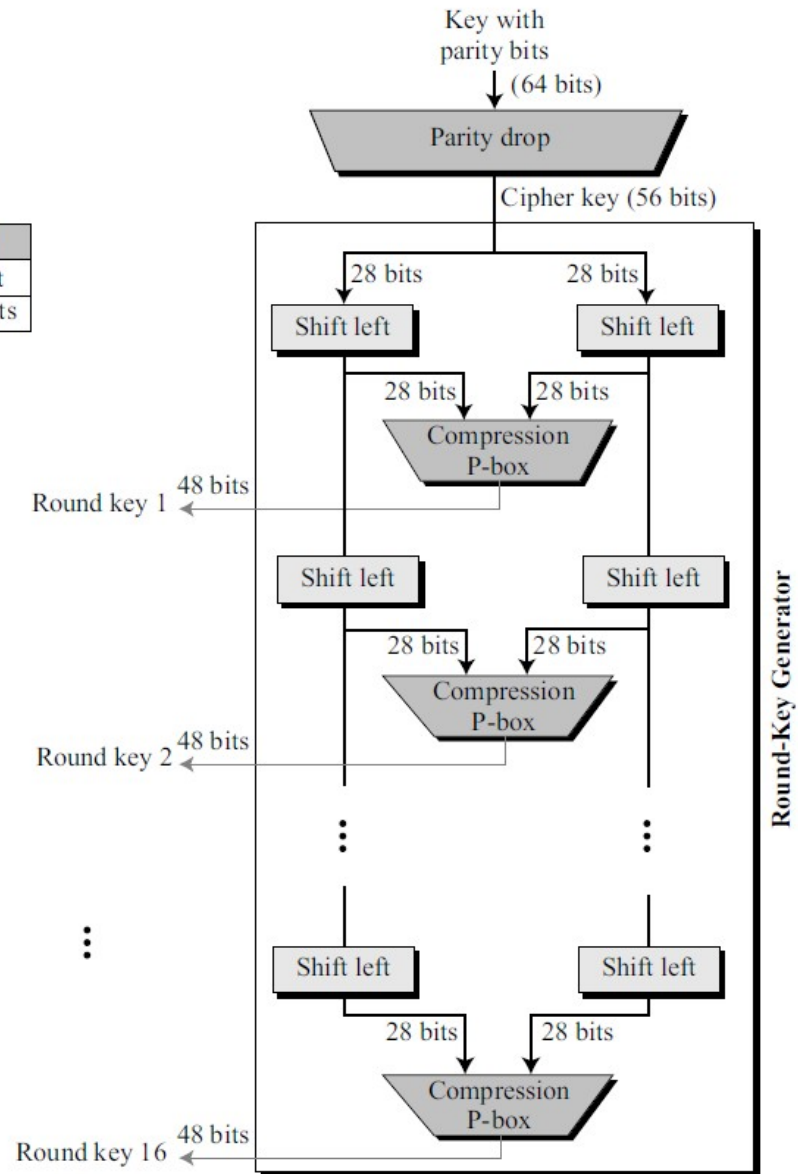 Key with
parity bits
(64 bits)
Parity drop
Cipher key (56 bits)
28 bits
28 bits
t
ts
Shift left
Shift left
28 bits
28 bits
Compression
P-box
48 bits
Round key 1
Shift left
Shift left
28 bits
28 bits
Compression
P-box
48 bits
Round key 2
Round-Key Generator
Shift left
Shift left
28 bits
28 bits
Compression
P-box
48 bits
Round key 16